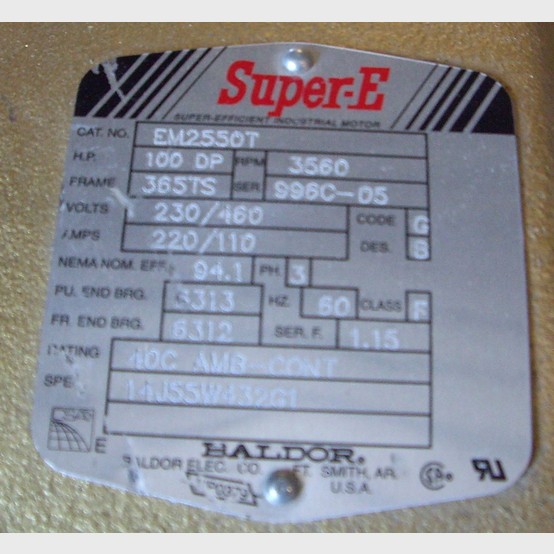 Super-E
SUPER-EFFICIENT INDUSTRIAL MOTOR
CAT. NO. EM2550T
H.P. 100 DP RPM 3560
FRAME 365TS SER. 996C-05
VOLTS 230/460 CODE G
AMPS 220/110 DES. B
NEMA NOM. EFF. 94.1 PH. 3
PU. END BRG. 6313 HZ. 60 CLASS F
FR. END BRG. 6312 SER. F. 1.15
RATING 40C AMB-CONT
SPEC 14J55W432G1
E
BALDOR.
BALDOR ELEC. CO. FT. SMITH, AR.
U.S.A.